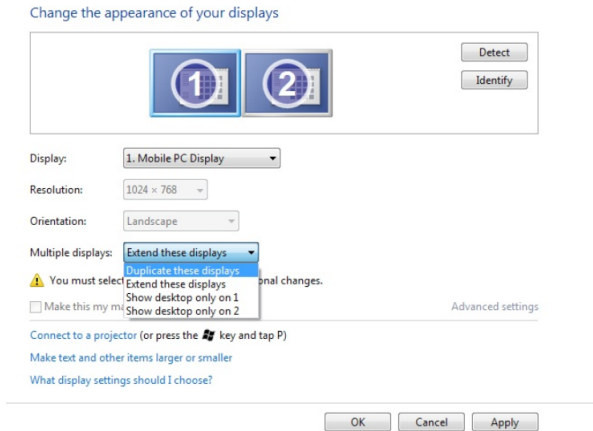 Change the appearance of your displays
1
2
Detect
Identify
Display: 1. Mobile PC Display
Resolution: 1024 × 768
Orientation: Landscape
Multiple displays: Extend these displays
Duplicate these displays
You must select onal changes.
Extend these displays
Show desktop only on 1
Make this my ma Advanced settings
Show desktop only on 2
Connect to a projector (or press the key and tap P)
Make text and other items larger or smaller
What display settings should I choose?
OK Cancel Apply